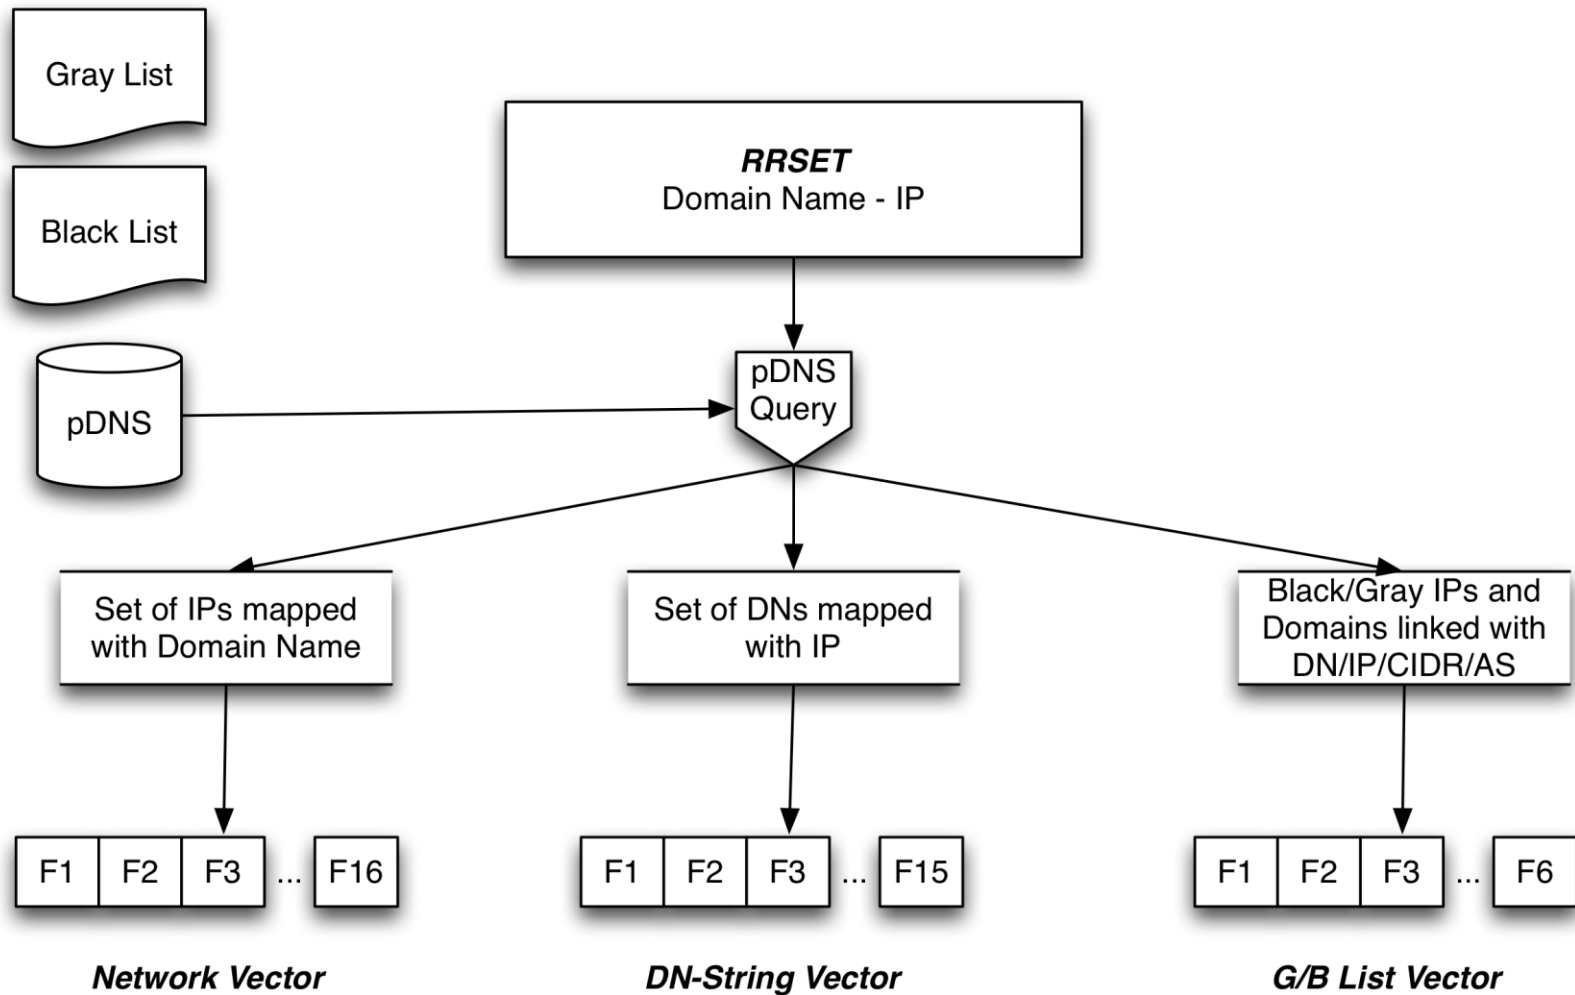 Gray List
RRSET
Domain Name - IP
Black List
pDNS
Query
pDNS
Set of IPs mapped
with Domain Name
Set of DNs mapped
with IP
Black/Gray IPs and
Domains linked with
DN/IP/CIDR/AS
F1 F2 F3 ... F16
F1 F2 F3 ... F15
F1 F2 F3 ... F6
Network Vector
DN-String Vector
G/B List Vector